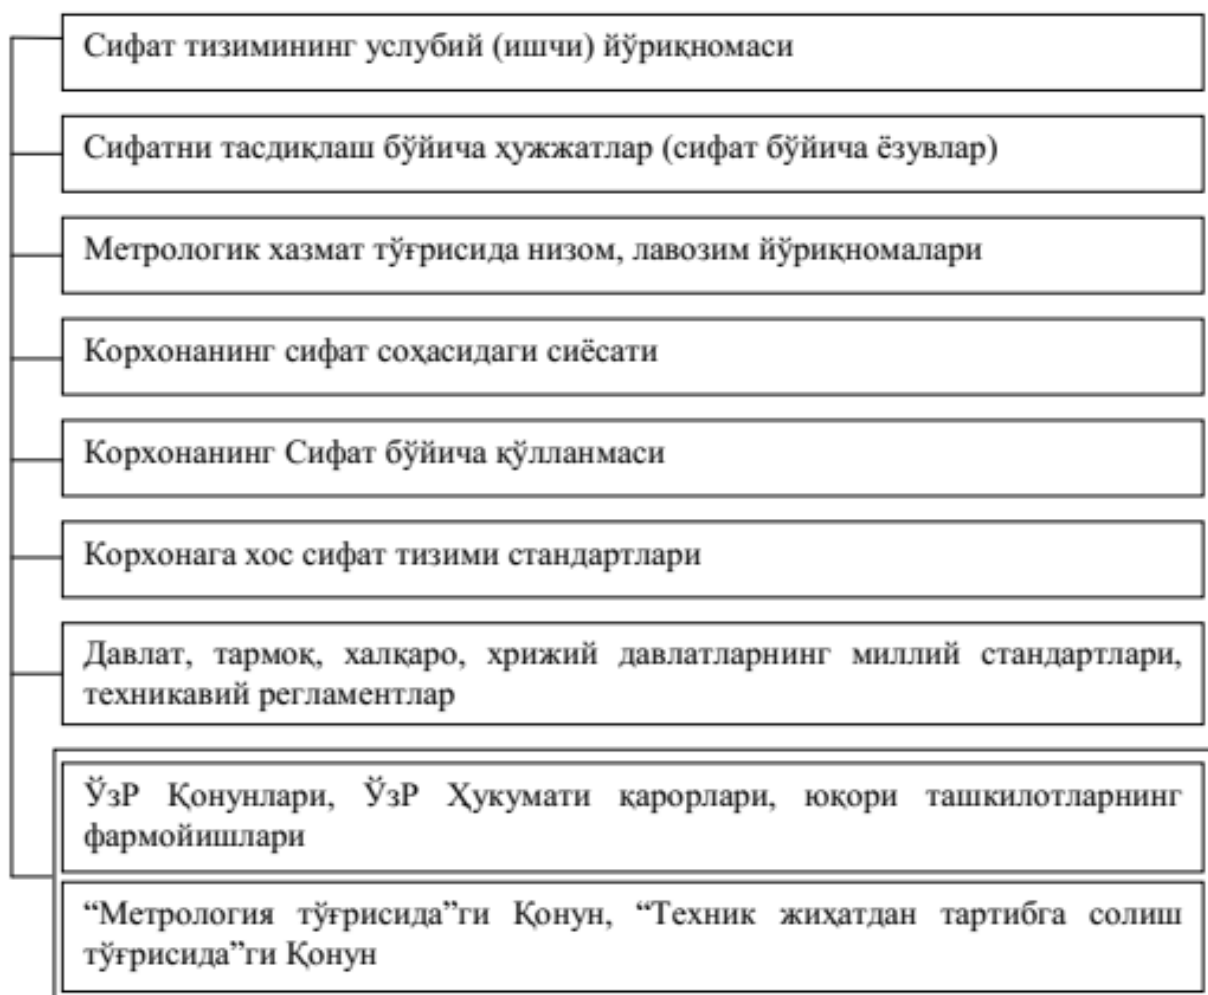 Сифат тизимининг услубий (ишчи) йўриқномаси
Сифатни тасдиқлаш бўйича ҳужжатлар (сифат бўйича ёзувлар)
Метрологик хазмат тўғрисида низом, лавозим йўриқномалари
Корхонанинг сифат соҳасидаги сиёсати
Корхонанинг Сифат бўйича қўлланмаси
Корхонага хос сифат тизими стандартлари
Давлат, тармоқ, халқаро, хрижий давлатларнинг миллий стандартлари,
техникавий регламентлар
ЎзР Қонунлари, ЎзР Ҳукумати қарорлари, юқори ташкилотларнинг
фармойишлари
“Метрология тўғрисида”ги Қонун, “Техник жиҳатдан тартибга солиш
тўғрисида”ги Қонун